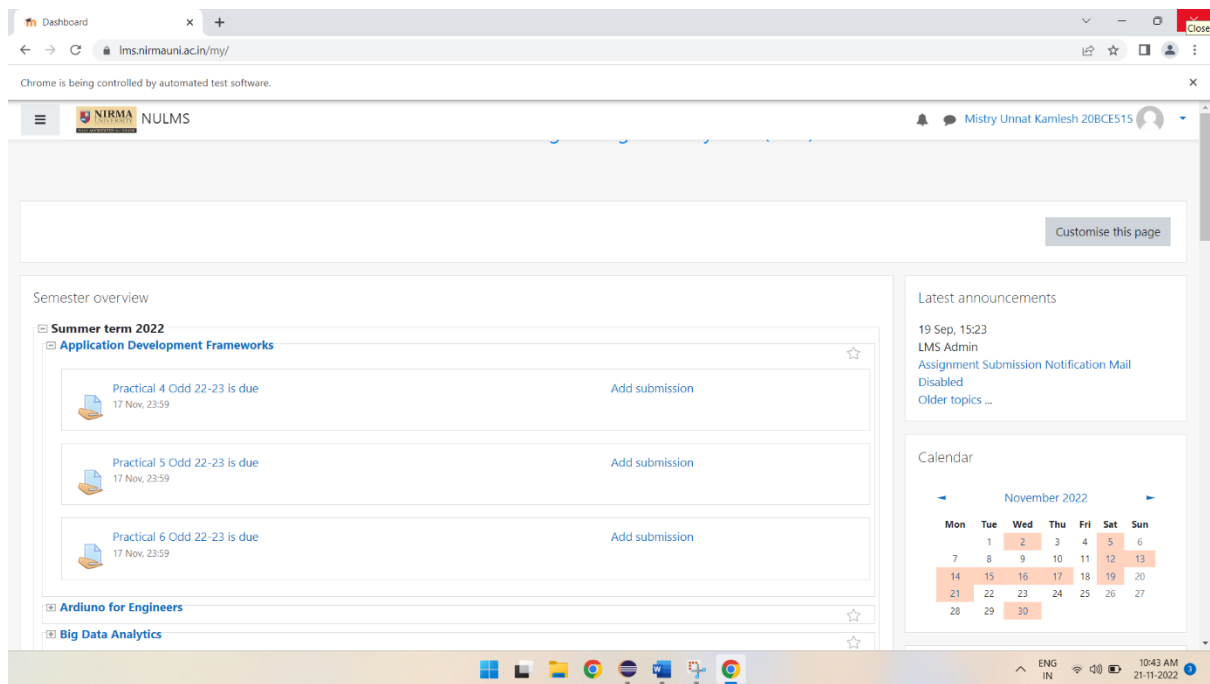 Dashboard
Close
lms.nirmauni.ac.in/my/
Chrome is being controlled by automated test software.
NIRMA
UNIVERSITY
NULMS
Mistry Unnat Kamlesh 20BCE515
Customise this page
Semester overview
Summer term 2022
Application Development Frameworks
Practical 4 Odd 22-23 is due
Add submission
17 Nov, 23:59
Practical 5 Odd 22-23 is due
Add submission
17 Nov, 23:59
Practical 6 Odd 22-23 is due
Add submission
17 Nov, 23:59
Ardiuno for Engineers
Big Data Analytics
Latest announcements
19 Sep, 15:23
LMS Admin
Assignment Submission Notification Mail
Disabled
Older topics ...
Calendar
◄ November 2022 ►
Mon Tue Wed Thu Fri Sat Sun
1 2 3 4 5 6
7 8 9 10 11 12 13
14 15 16 17 18 19 20
21 22 23 24 25 26 27
28 29 30
ENG
IN
10:43 AM
21-11-2022
3